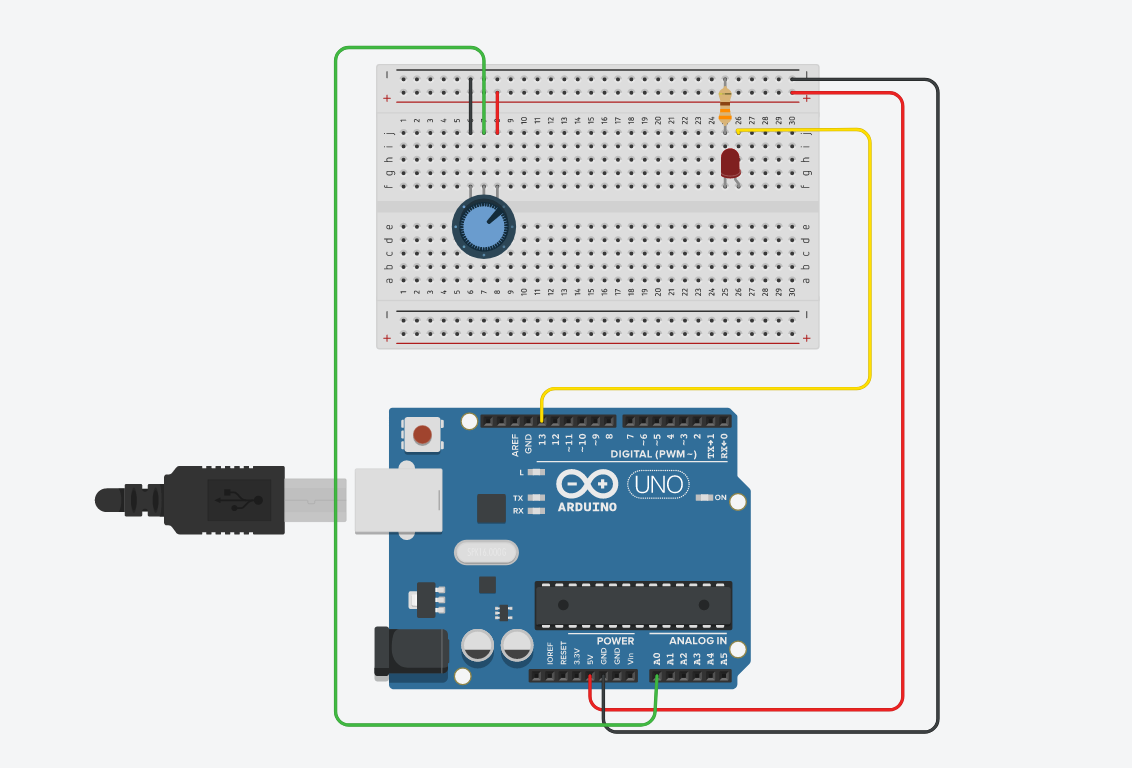 − −
+ +
1 2 3 4 5 6 7 8 9 10 11 12 13 14 15 16 17 18 19 20 21 22 23 24 25 26 27 28 29 30
j j
i i
h h
g g
f f
e e
d d
c c
b b
a a
1 2 3 4 5 6 7 8 9 10 11 12 13 14 15 16 17 18 19 20 21 22 23 24 25 26 27 28 29 30
− −
+ +
AREF GND 13 12 ~11 ~10 ~9 8 7 ~6 ~5 4 ~3 2 TX→1 RX←0
DIGITAL (PWM~)
L
TX
RX
UNO
ON
ARDUINO
POWER ANALOG IN
IOREF RESET 3.3V 5V GND GND Vin A0 A1 A2 A3 A4 A5